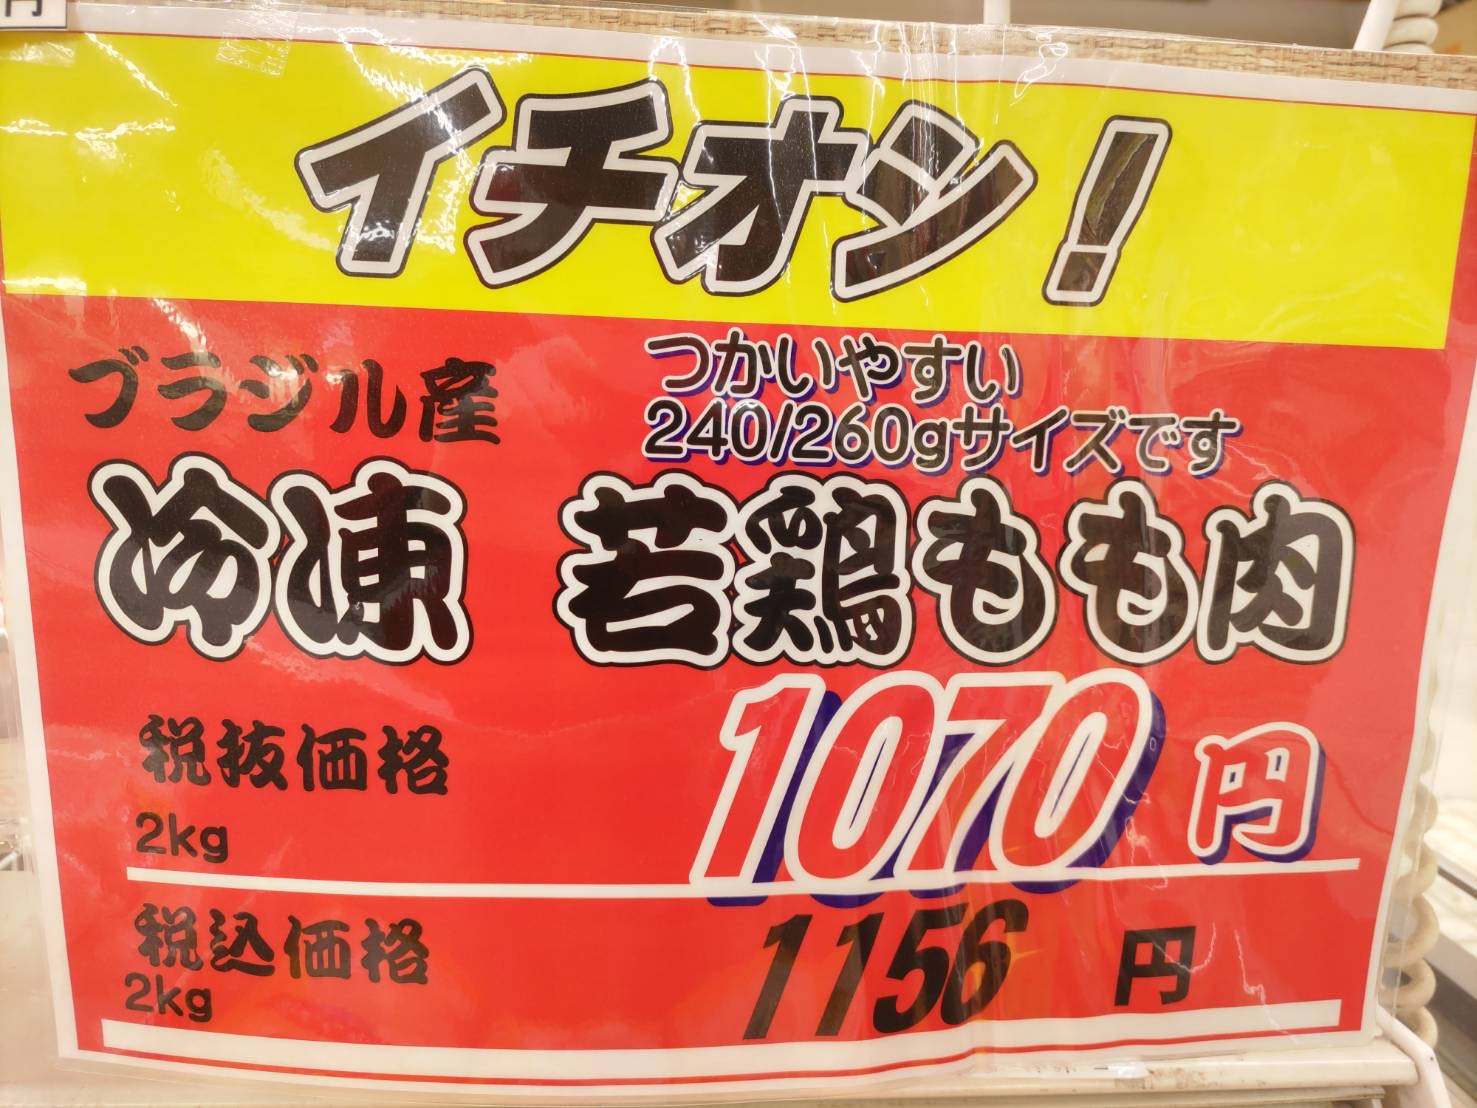 円
イチオシ!
ブラジル産
つかいやすい
240/260gサイズです
冷凍 若鶏もも肉
税抜価格
2kg
1070円
税込価格
2kg
1156円